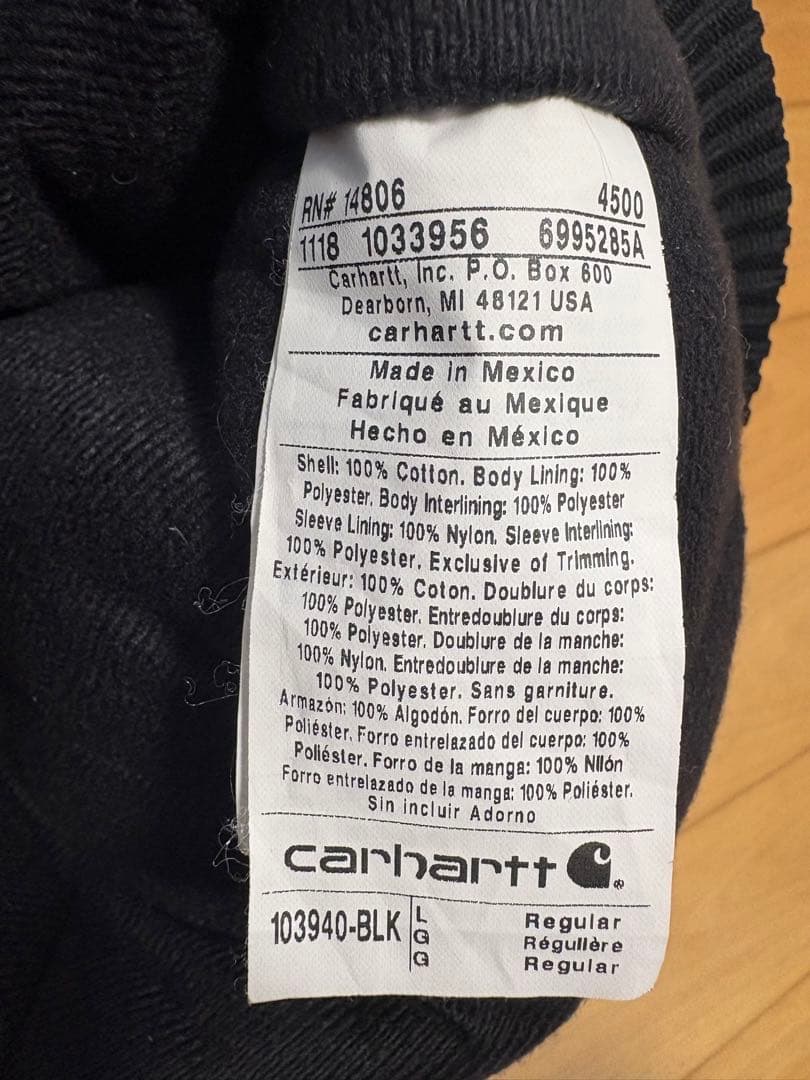 RN# 14806 4500
1118 1033956 6995285A
Carhartt, Inc. P.O. Box 600
Dearborn, MI 48121 USA
carhartt.com
Made in Mexico
Fabriqué au Mexique
Hecho en México
Shell: 100% Cotton. Body Lining: 100%
Polyester. Body Interlining: 100% Polyester
Sleeve Lining: 100% Nylon. Sleeve Interlining:
100% Polyester. Exclusive of Trimming.
Extérieur: 100% Coton. Doublure du corps:
100% Polyester. Entredoublure du corps:
100% Polyester. Doublure de la manche:
100% Nylon. Entredoublure de la manche:
100% Polyester. Sans garniture.
Armazón: 100% Algodón. Forro del cuerpo: 100%
Poliéster. Forro entrelazado del cuerpo: 100%
Poliéster. Forro de la manga: 100% Nilón
Forro entrelazado de la manga: 100% Poliéster.
Sin incluir Adorno
carhartt
103940-BLK L Regular
G Régulière
G Regular